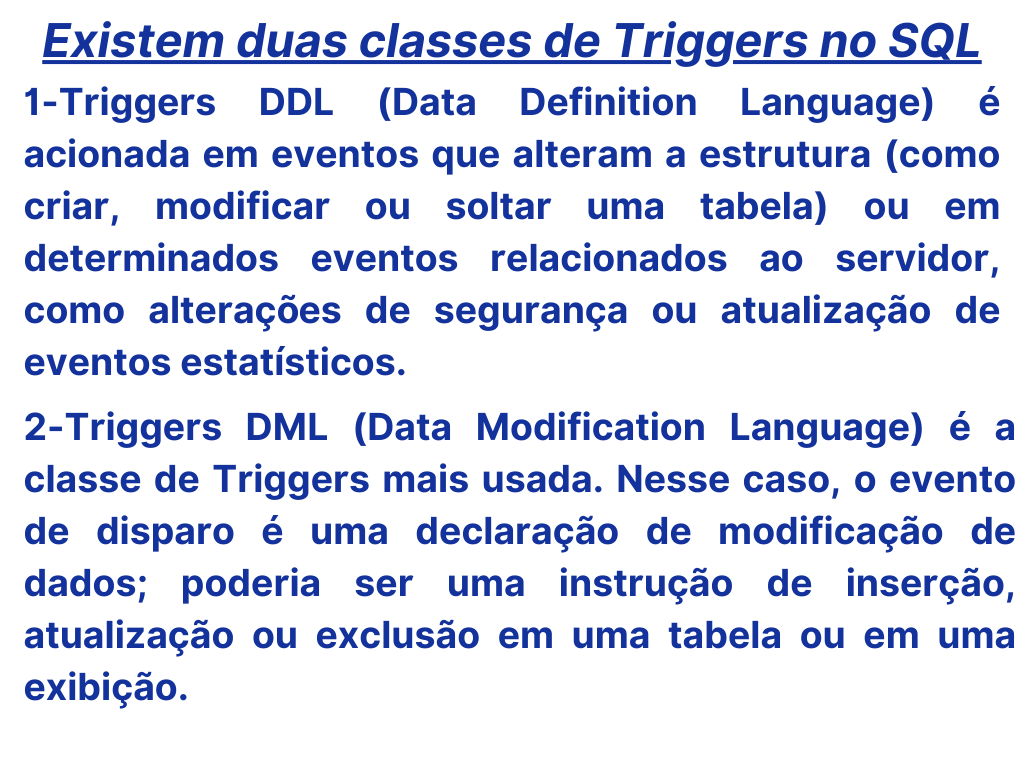 Existem duas classes de Triggers no SQL
1-Triggers DDL (Data Definition Language) é
acionada em eventos que alteram a estrutura (como
criar, modificar ou soltar uma tabela) ou em
determinados eventos relacionados ao servidor,
como alterações de segurança ou atualização de
eventos estatísticos.
2-Triggers DML (Data Modification Language) é a
classe de Triggers mais usada. Nesse caso, o evento
de disparo é uma declaração de modificação de
dados; poderia ser uma instrução de inserção,
atualização ou exclusão em uma tabela ou em uma
exibição.